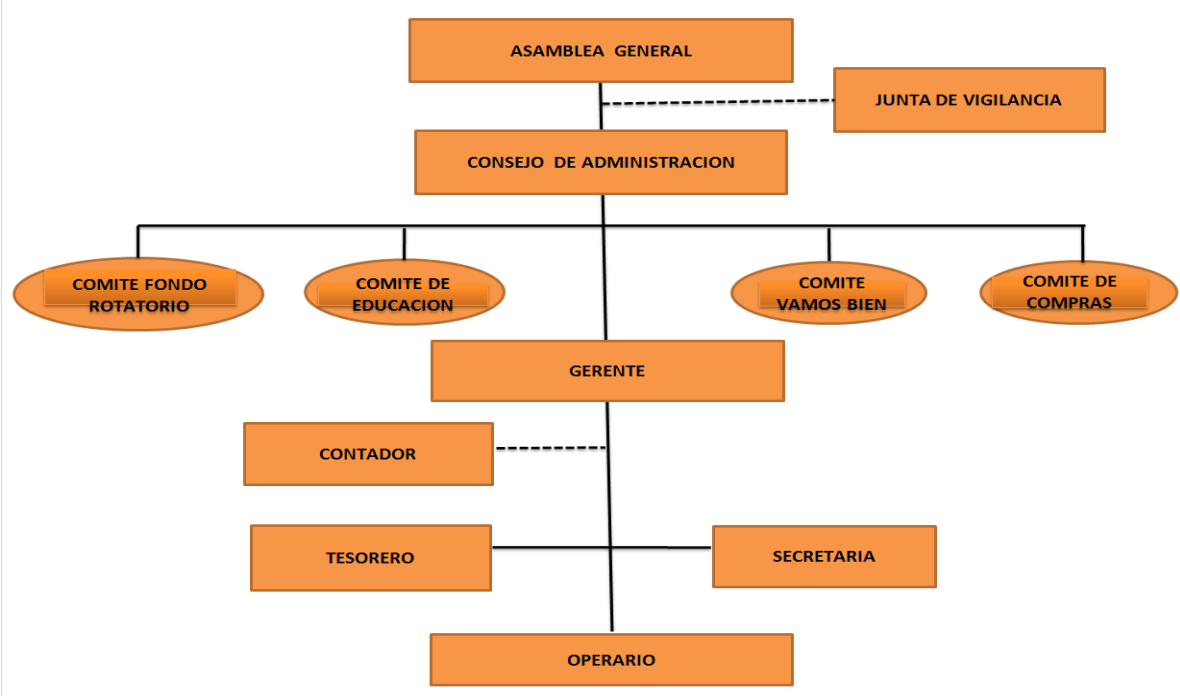 ASAMBLEA GENERAL
JUNTA DE VIGILANCIA
CONSEJO DE ADMINISTRACION
COMITE FONDO
ROTATORIO
COMITE DE
EDUCACION
COMITE
VAMOS BIEN
COMITE DE
COMPRAS
GERENTE
CONTADOR
TESORERO
SECRETARIA
OPERARIO